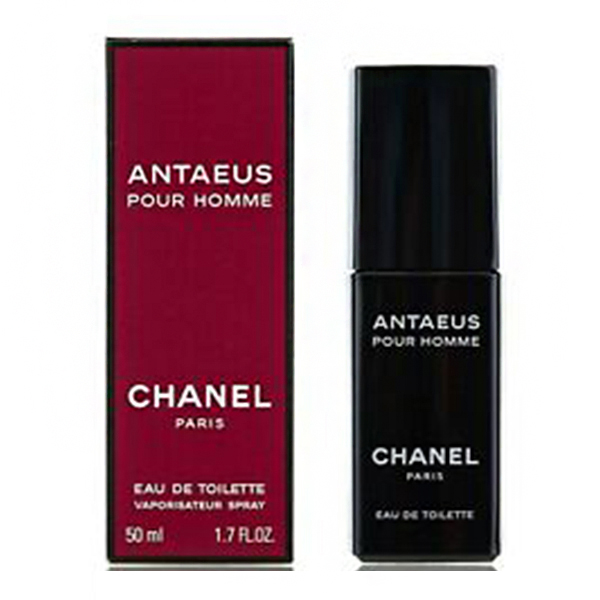 ANTAEUS
POUR HOMME
CHANEL
PARIS
EAU DE TOILETTE
VAPORISATEUR SPRAY
50 ml 1.7 FL.OZ.
ANTAEUS
POUR HOMME
CHANEL
PARIS
EAU DE TOILETTE